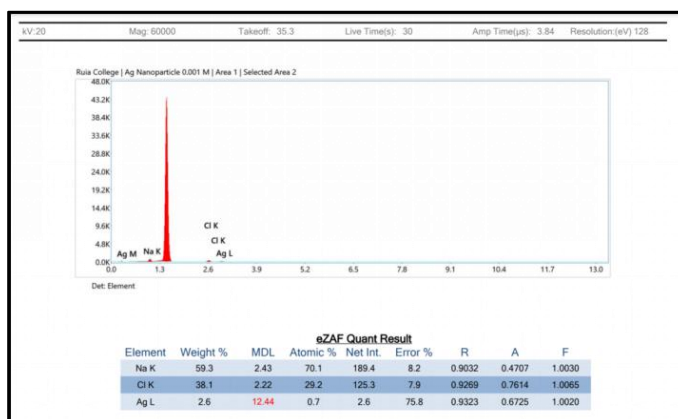 kV:20 Mag: 60000 Takeoff: 35.3 Live Time(s): 30 Amp Time(µs): 3.84 Resolution:(eV) 128
Ruia College | Ag Nanoparticle 0.001 M | Area 1 | Selected Area 2
48.0K
43.2K
38.4K
33.6K
28.8K
24.0K
19.2K
14.4K
9.6K
4.8K
0.0K
Cl K
Cl K
Ag M Na K Ag L
0.0 1.3 2.6 3.9 5.2 6.5 7.8 9.1 10.4 11.7 13.0
Det: Element
eZAF Quant Result
Element Weight % MDL Atomic % Net Int. Error % R A F
Na K 59.3 2.43 70.1 189.4 8.2 0.9032 0.4707 1.0030
Cl K 38.1 2.22 29.2 125.3 7.9 0.9269 0.7614 1.0065
Ag L 2.6 12.44 0.7 2.6 75.8 0.9323 0.6725 1.0020